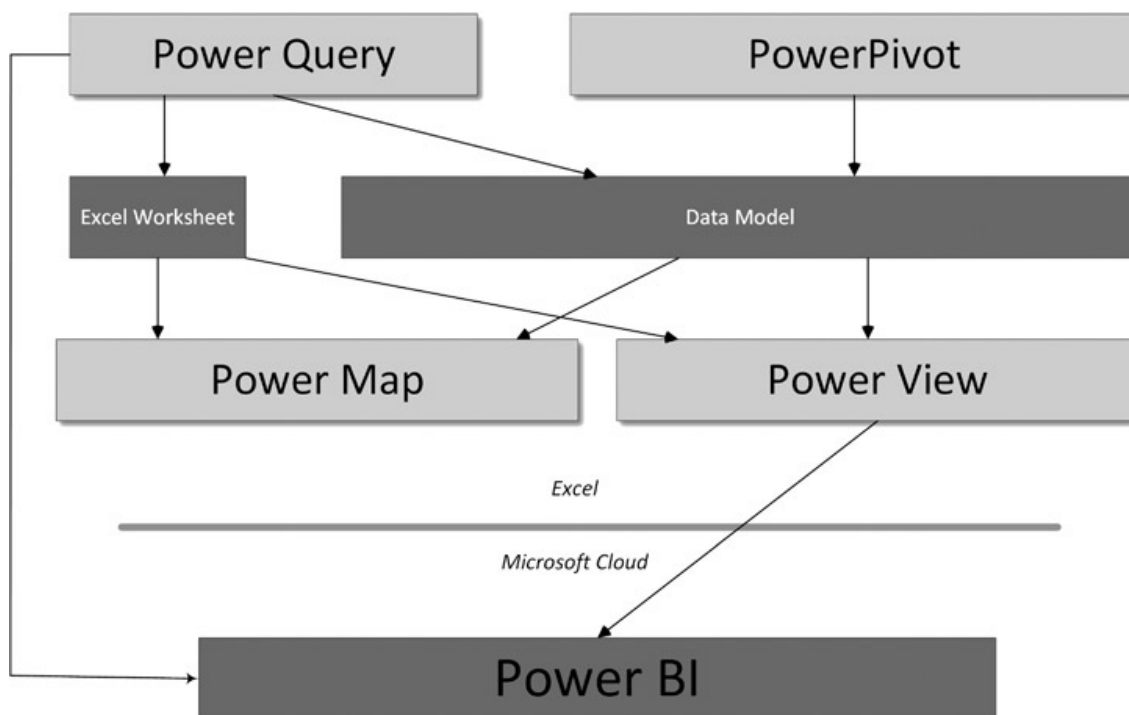 Power Query
PowerPivot
Excel Worksheet
Data Model
Power Map
Power View
Excel
Microsoft Cloud
Power BI